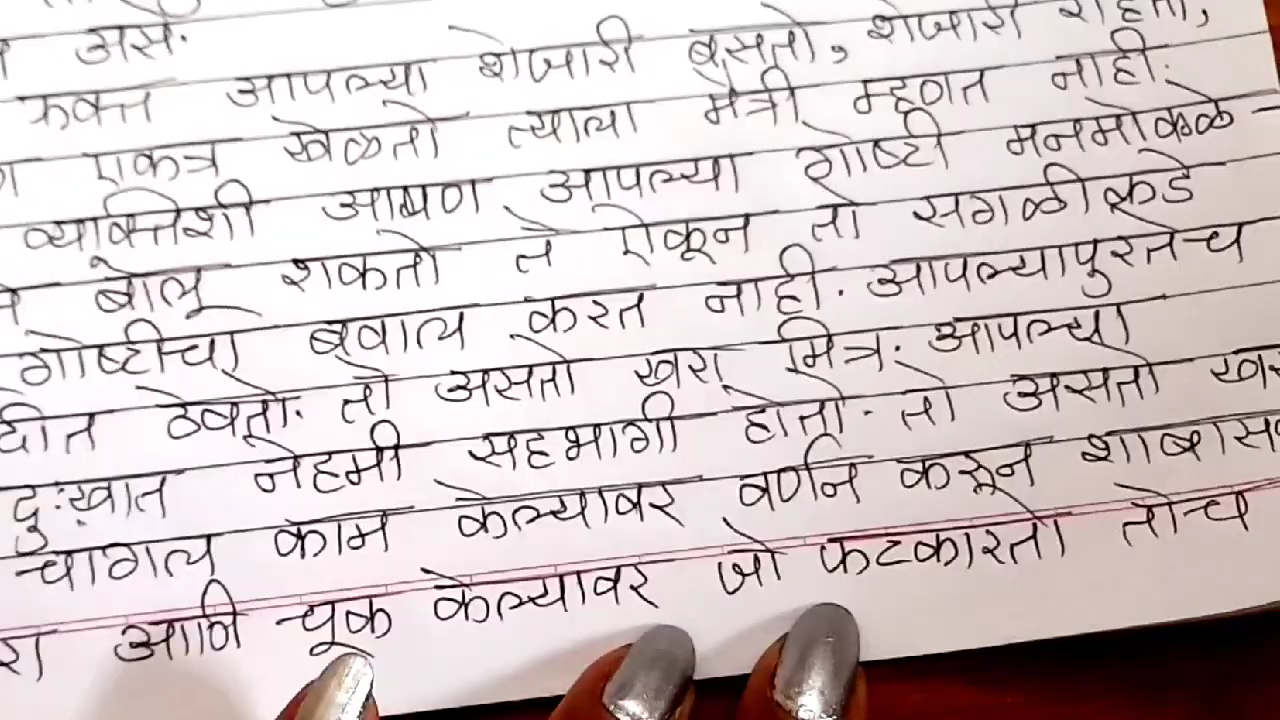 असे.
फक्त आपल्या शेजारी बसतो, शेजारी राहतो,
एकत्र खेळतो त्याला मैत्री म्हणत नाही.
व्यक्तिशी आपण आपल्या गोष्टी मनमोकळे-
बोलू शकतो ते ऐकून तो सगळीकडे
गोष्टीचा बवाल करत नाही. आपल्यापुरतेच
ठेवतो. तो असतो खरा मित्र. आपल्या
दुःखात नेहमी सहभागी होतो. तो असतो
चांगल काम केल्यावर वर्णन करून
आणि चूक केल्यावर जो फटकारतो तोच